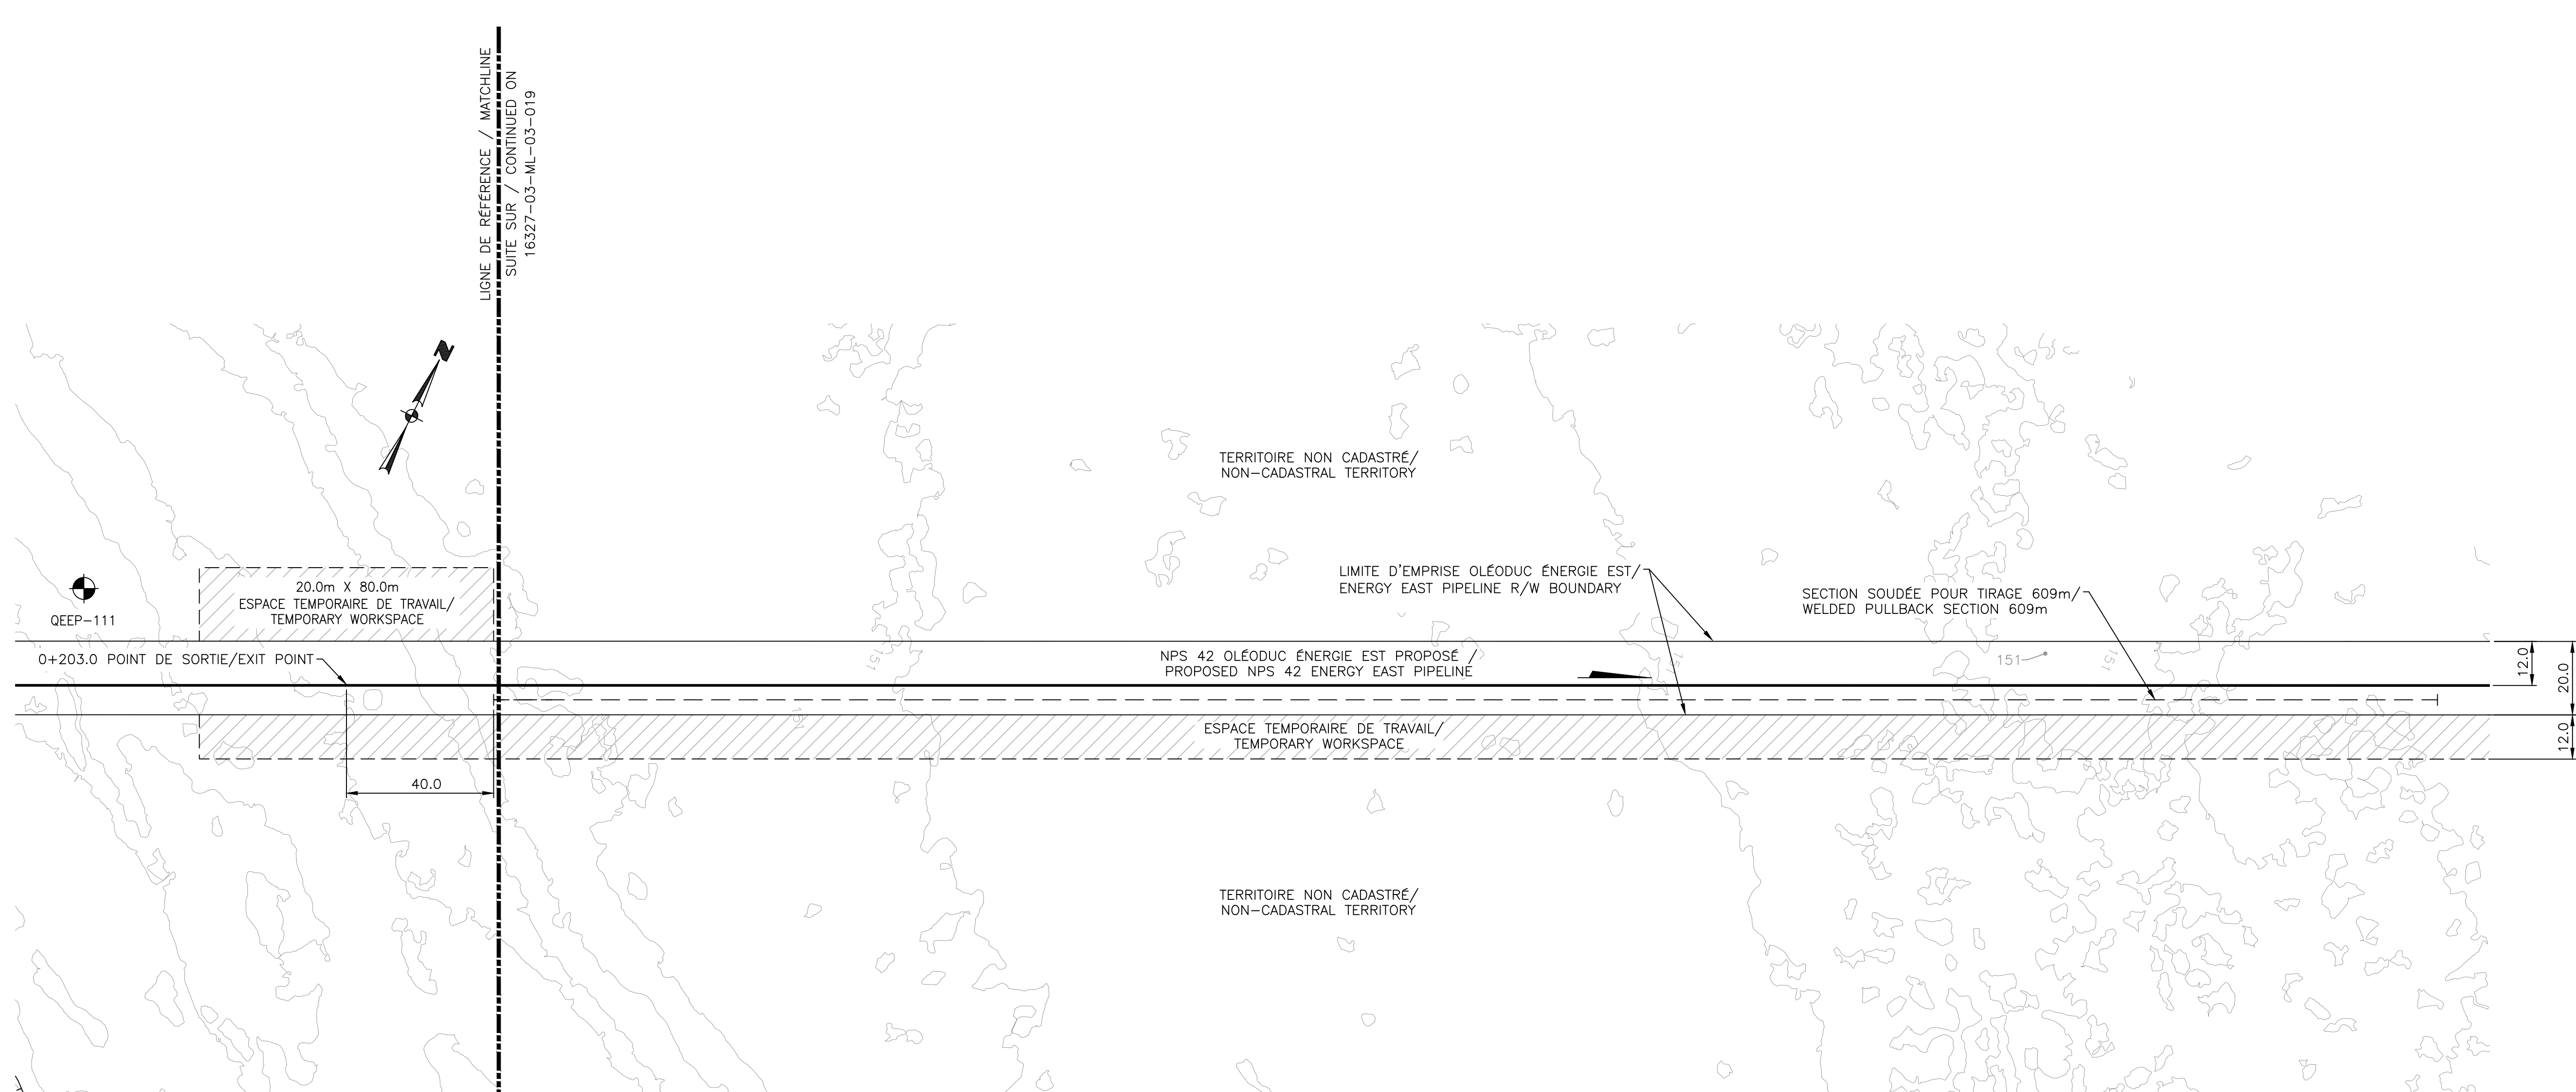 LIGNE DE RÉFÉRENCE / MATCHLINE
SUITE SUR / CONTINUED ON
16327-03-ML-03-019
N
TERRITOIRE NON CADASTRÉ/
NON-CADASTRAL TERRITORY
20.0m X 80.0m
ESPACE TEMPORAIRE DE TRAVAIL/
TEMPORARY WORKSPACE
QEEP-111
LIMITE D'EMPRISE OLÉODUC ÉNERGIE EST/
ENERGY EAST PIPELINE R/W BOUNDARY
SECTION SOUDÉE POUR TIRAGE 609m/
WELDED PULLBACK SECTION 609m
0+203.0 POINT DE SORTIE/EXIT POINT
151
NPS 42 OLÉODUC ÉNERGIE EST PROPOSÉ /
PROPOSED NPS 42 ENERGY EAST PIPELINE
151
151
151
12.0
20.0
151
ESPACE TEMPORAIRE DE TRAVAIL/
TEMPORARY WORKSPACE
12.0
40.0
TERRITOIRE NON CADASTRÉ/
NON-CADASTRAL TERRITORY